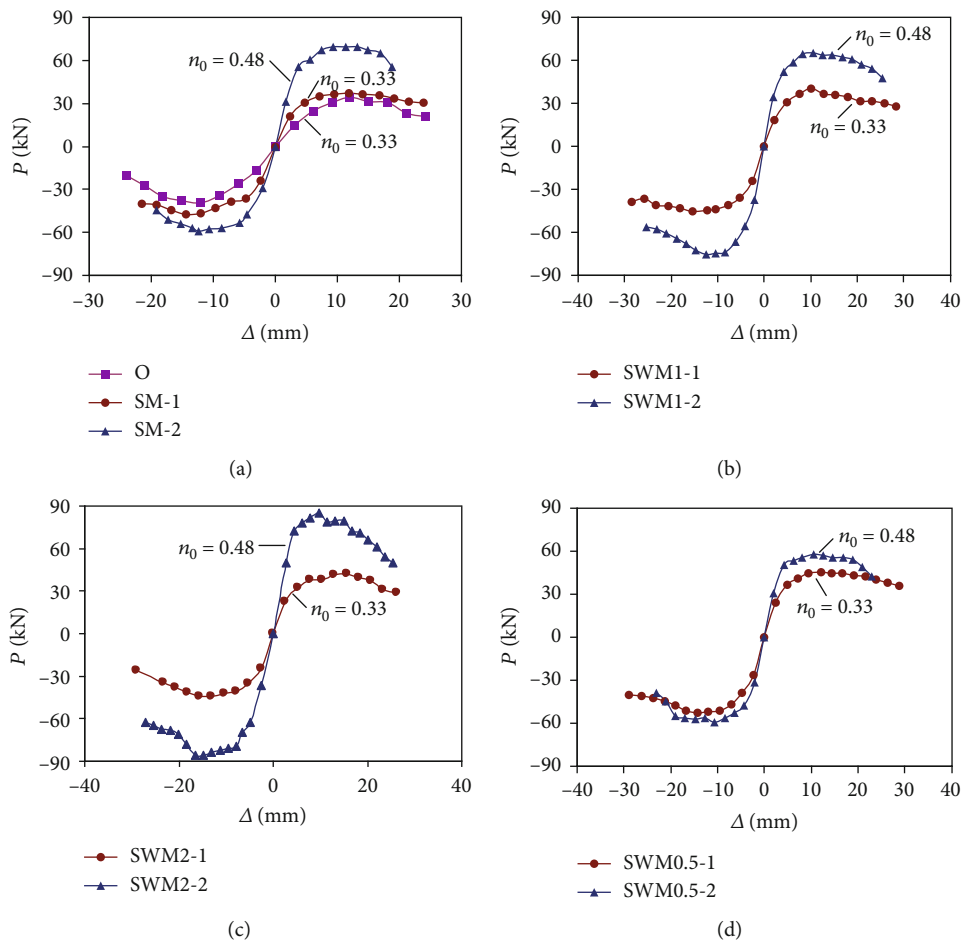 90
60
30
0
−30
−60
−90
P (kN)
n0 = 0.48
n0 = 0.33
n0 = 0.33
−30 −20 −10 0 10 20 30
Δ (mm)
O
SM-1
SM-2
(a)
90
60
30
0
−30
−60
−90
P (kN)
n0 = 0.48
n0 = 0.33
−40 −30 −20 −10 0 10 20 30 40
Δ (mm)
SWM1-1
SWM1-2
(b)
90
60
30
0
−30
−60
−90
P (kN)
n0 = 0.48
n0 = 0.33
−40 −20 0 20 40
Δ (mm)
SWM2-1
SWM2-2
(c)
90
60
30
0
−30
−60
−90
P (kN)
n0 = 0.48
n0 = 0.33
−40 −30 −20 −10 0 10 20 30 40
Δ (mm)
SWM0.5-1
SWM0.5-2
(d)